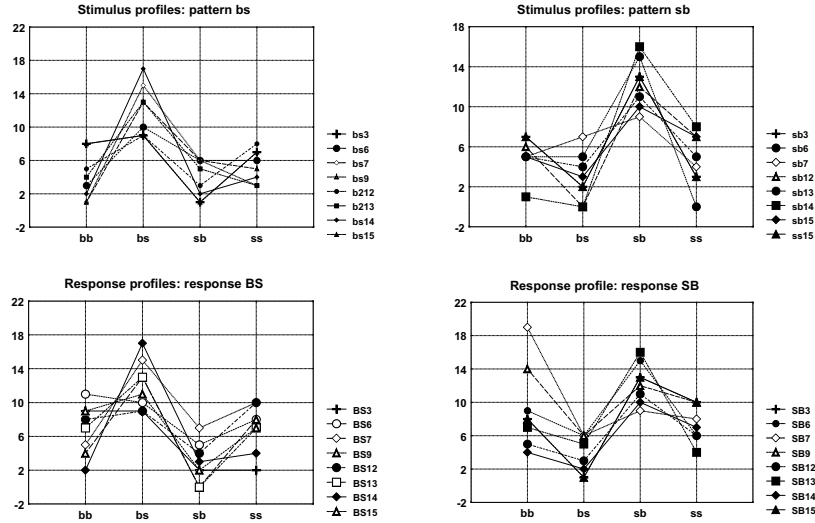 Stimulus profiles: pattern bs
22
18
14
10
6
2
-2
bb bs sb ss
bs3
bs6
bs7
bs9
b212
b213
bs14
bs15
Stimulus profiles: pattern sb
18
14
10
6
2
-2
bb bs sb ss
sb3
sb6
sb7
sb12
sb13
sb14
sb15
ss15
Response profiles: response BS
22
18
14
10
6
2
-2
bb bs sb ss
BS3
BS6
BS7
BS9
BS12
BS13
BS14
BS15
Response profile: response SB
22
18
14
10
6
2
-2
bb bs sb ss
SB3
SB6
SB7
SB9
SB12
SB13
SB14
SB15